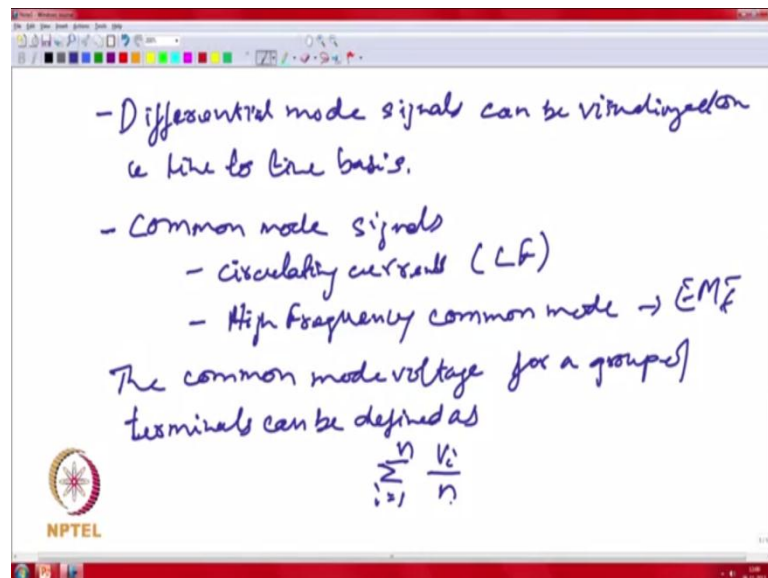 - Differential mode signals can be visualized on
a line to line basis.
- Common mode signals
- circulating currents (LF)
- High Frequency common mode → EMI
The common mode voltage for a group of
terminals can be defined as
n
∑ Vi/n
i=1
NPTEL